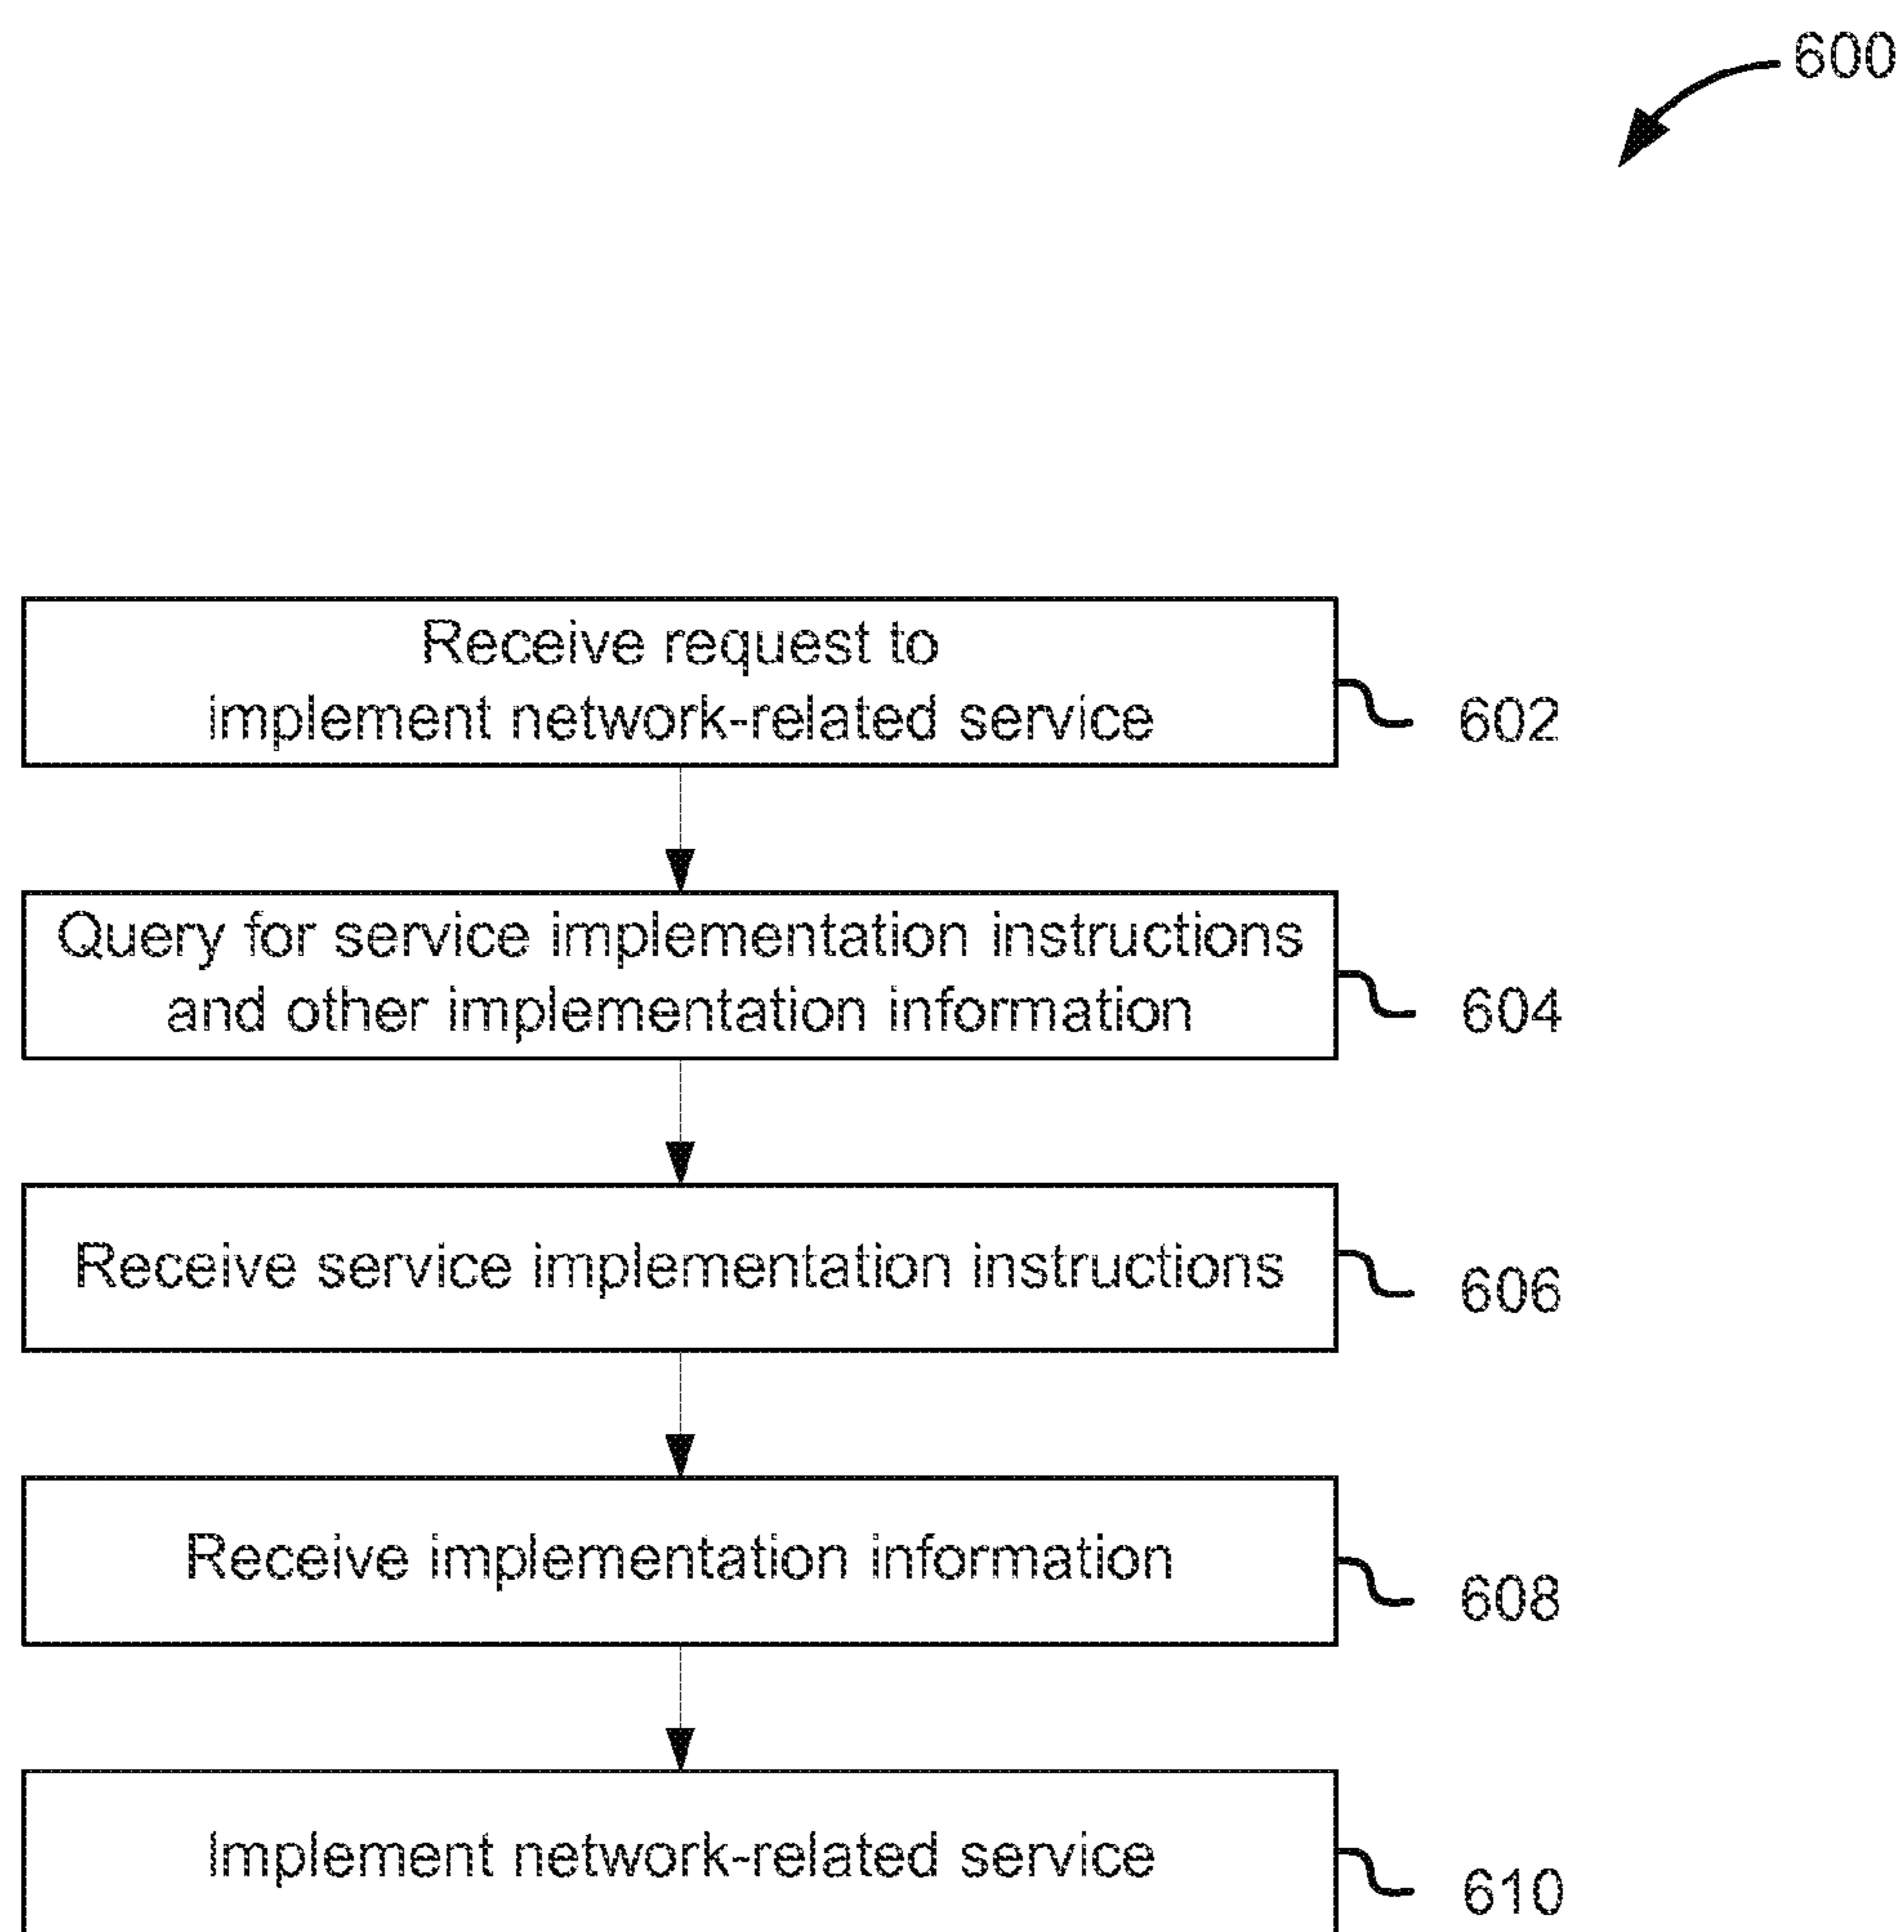 600
Receive request to
implement network-related service
602
Query for service implementation instructions
and other implementation information
604
Receive service implementation instructions
606
Receive implementation information
608
Implement network-related service
610